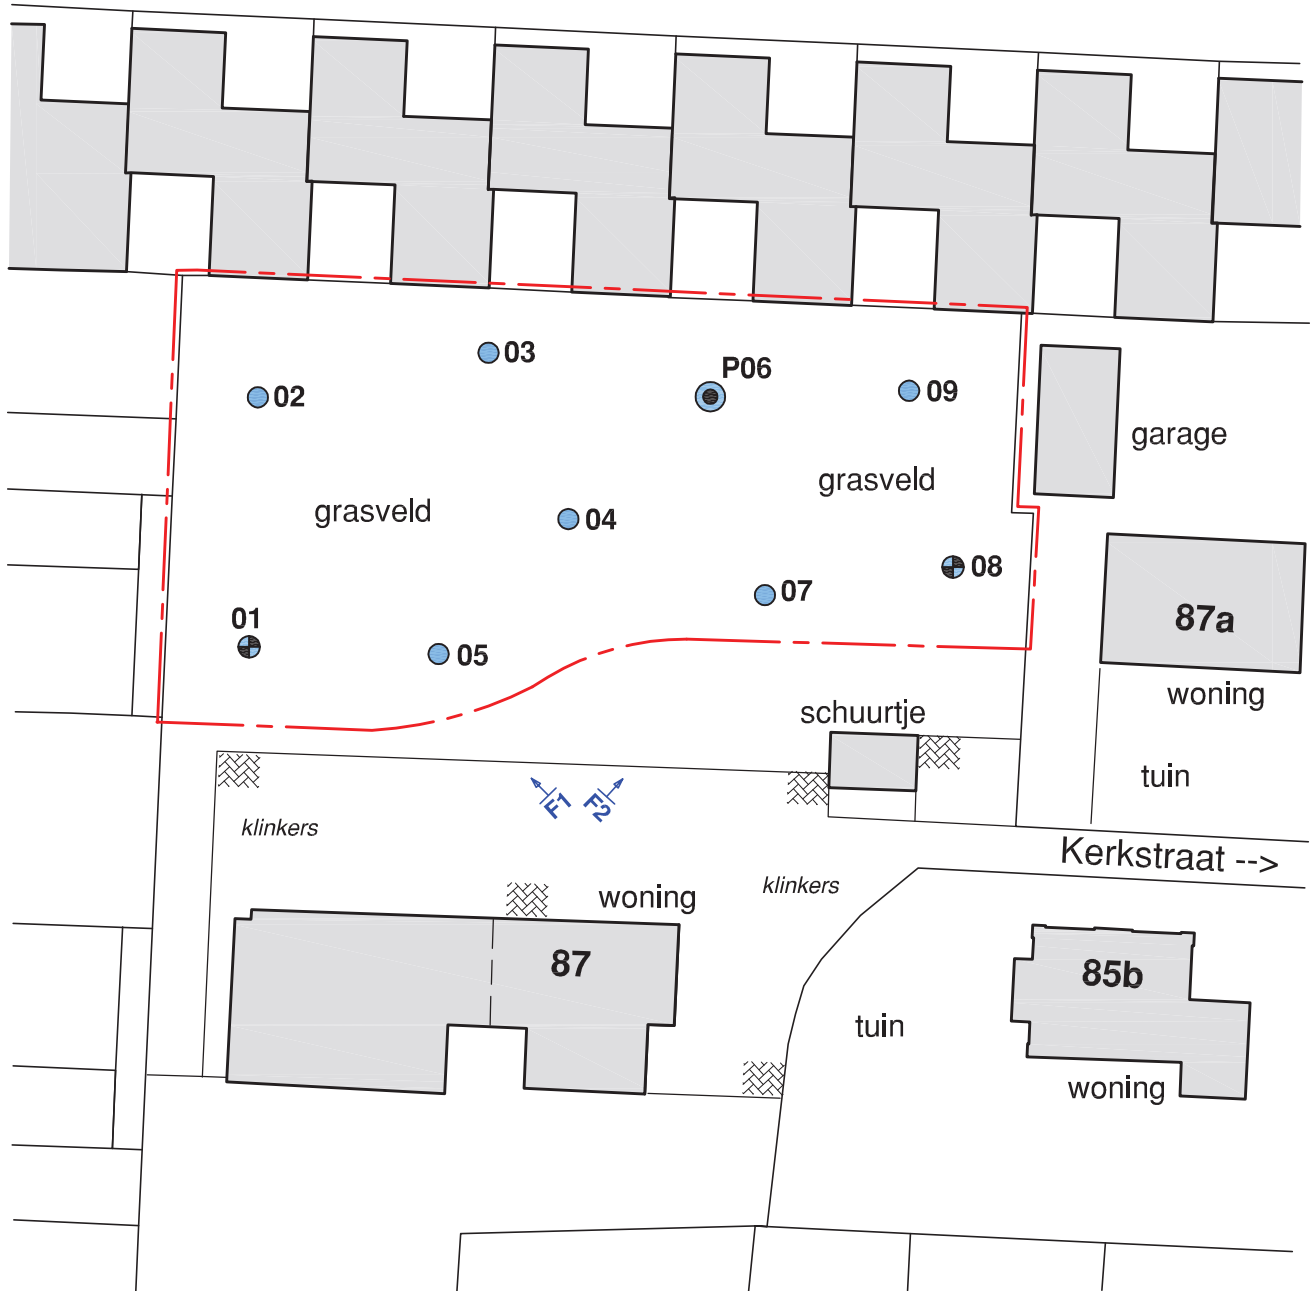 03
P06
02
09
garage
grasveld
grasveld
04
08
07
01
87a
05
woning
schuurtje
tuin
F1
F2
klinkers
Kerkstraat -->
klinkers
woning
87
85b
tuin
woning